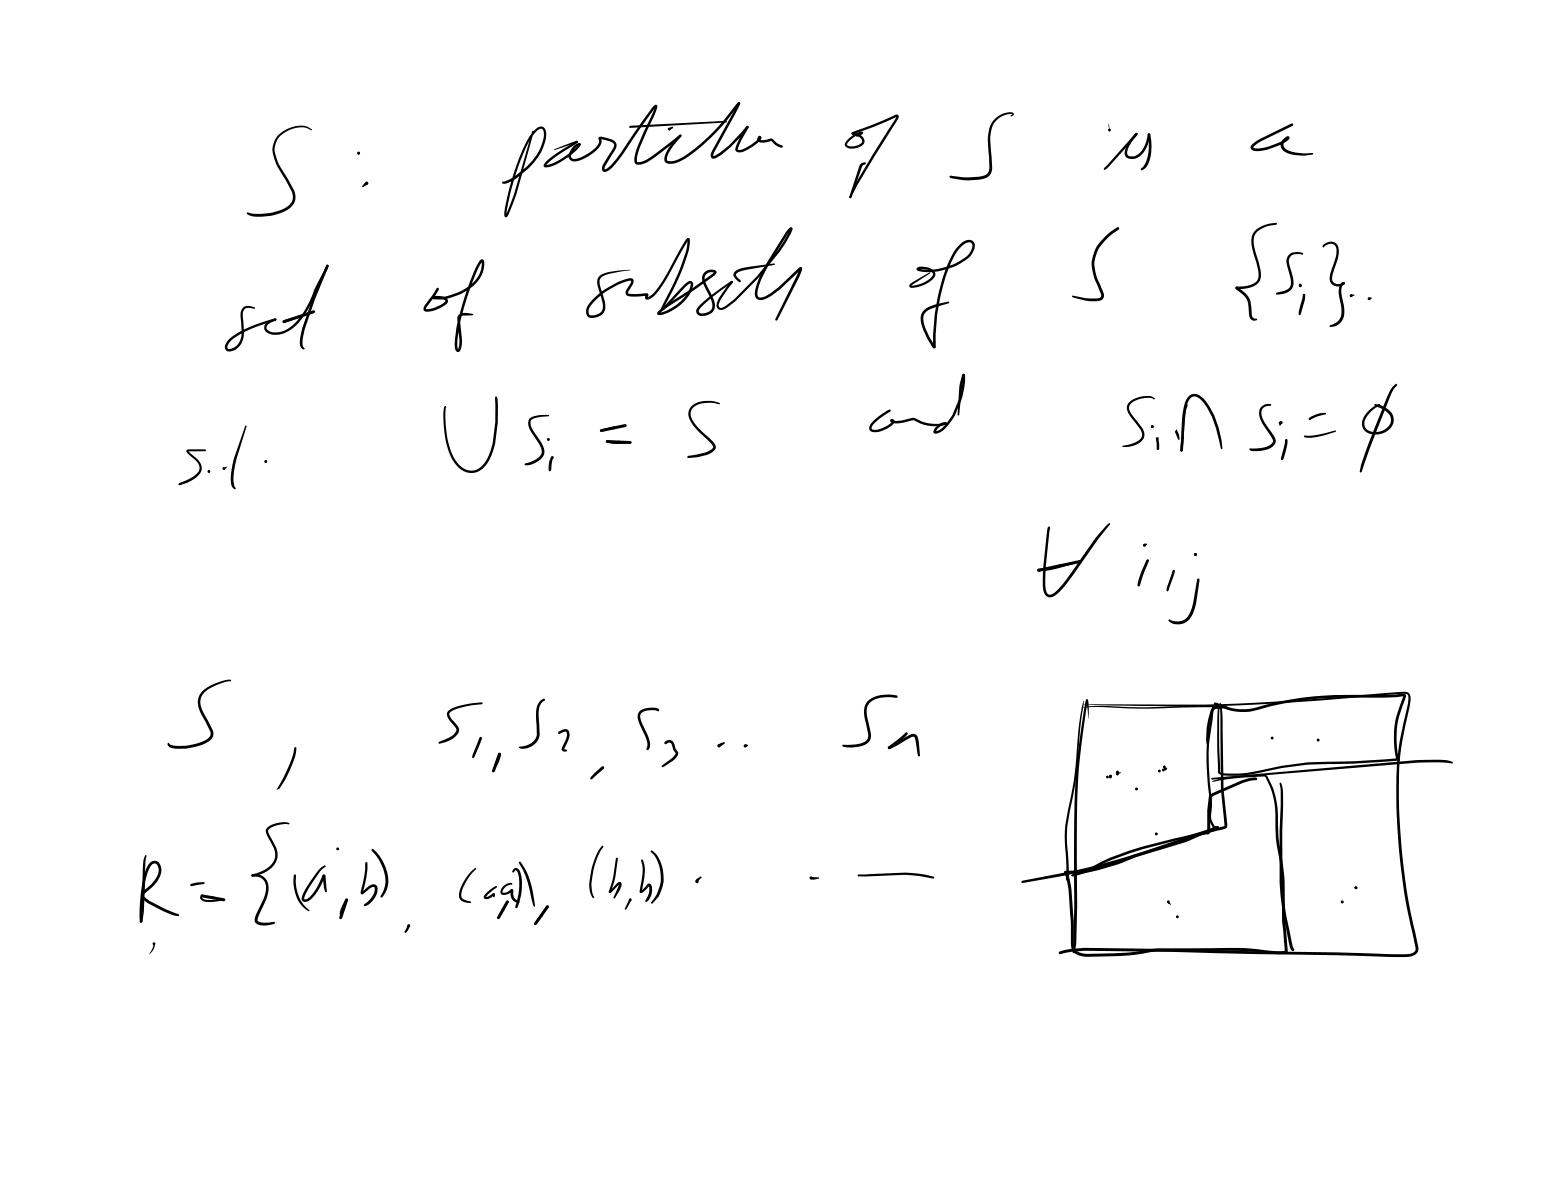 S : partition of S is a
set of subsets of S {Si}..
s.t. ∪ Si = S and Si ∩ Sj = ϕ
∀ i, j
S, S1, S2, S3 .. Sn
R = { (a, b), (a,a), (b,b) . . —